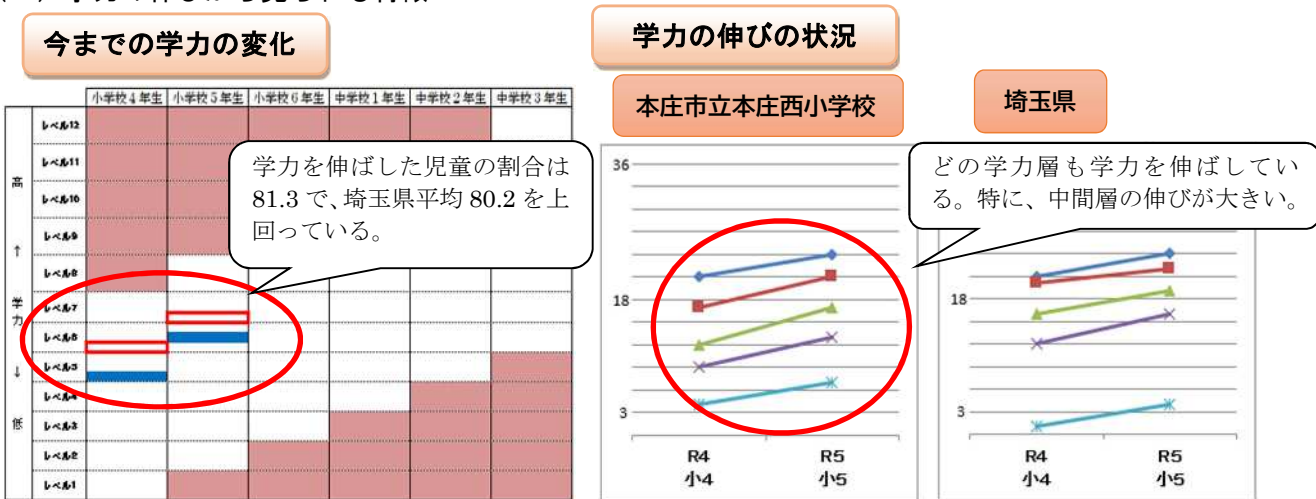 今までの学力の変化
学力の伸びの状況
小学校4年生 小学校5年生 小学校6年生 中学校1年生 中学校2年生 中学校3年生
高
↑
学力
↓
低
レベル12
レベル11
レベル10
レベル9
レベル8
レベル7
レベル6
レベル5
レベル4
レベル3
レベル2
レベル1
学力を伸ばした児童の割合は
81.3 で、埼玉県平均 80.2 を上
回っている。
本庄市立本庄西小学校
36
18
3
R4 R5
小4 小5
埼玉県
どの学力層も学力を伸ばしてい
る。特に、中間層の伸びが大きい。
18
3
R4 R5
小4 小5